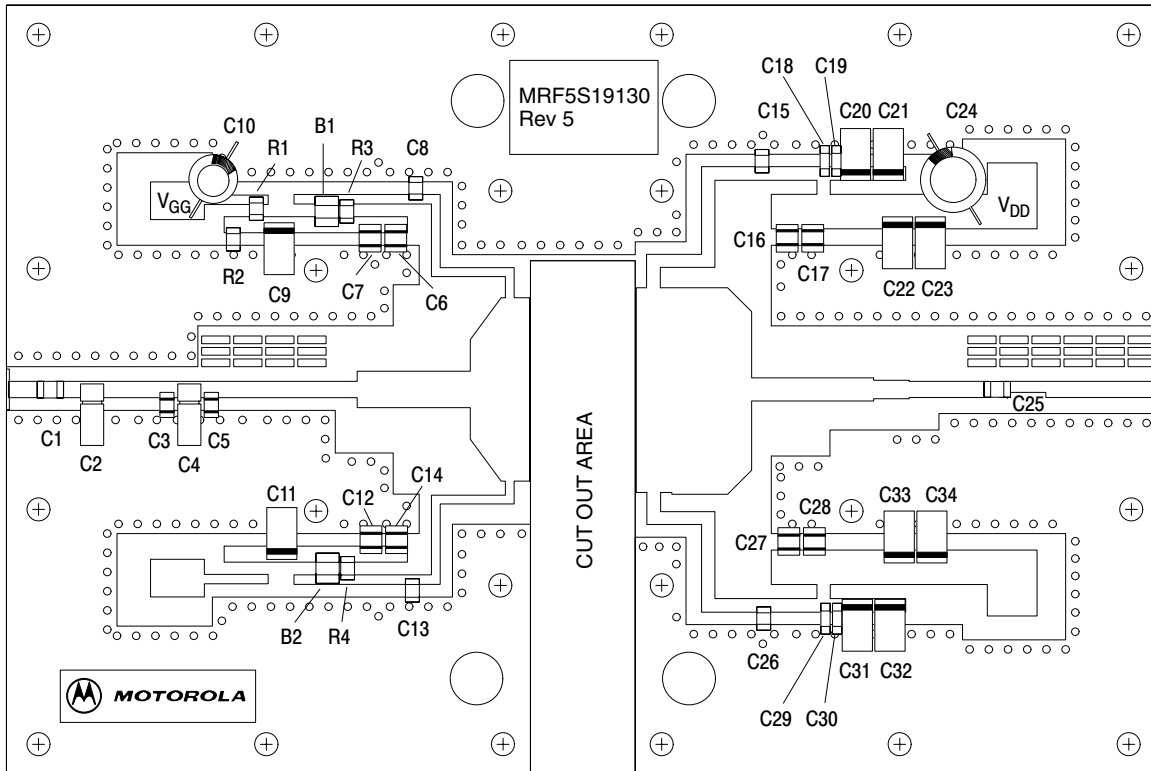 MRF5S19130
Rev 5
C18 C19
C15 C20 C21 C24
C10 B1
R1 R3 C8
VGG
VDD
R2 C9 C7 C6
C16 C17 C22 C23
C1 C2 C3 C4 C5
C25
CUT OUT AREA
C11 C12 C14
C28 C33 C34
C27
B2 R4 C13
C26 C31 C32
C29 C30
MOTOROLA